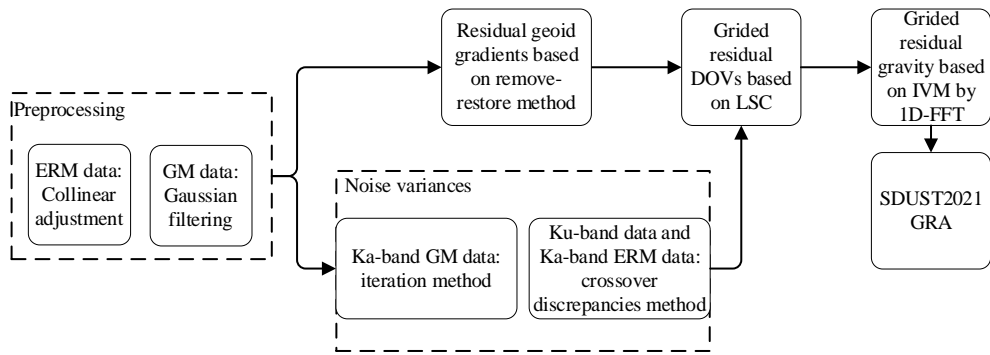 Preprocessing
ERM data:
Collinear
adjustment
GM data:
Gaussian
filtering
Residual geoid
gradients based
on remove-
restore method
Noise variances
Ka-band GM data:
iteration method
Ku-band data and
Ka-band ERM data:
crossover
discrepancies method
Grided
residual
DOVs based
on LSC
Grided
residual
gravity based
on IVM by
1D-FFT
SDUST2021
GRA